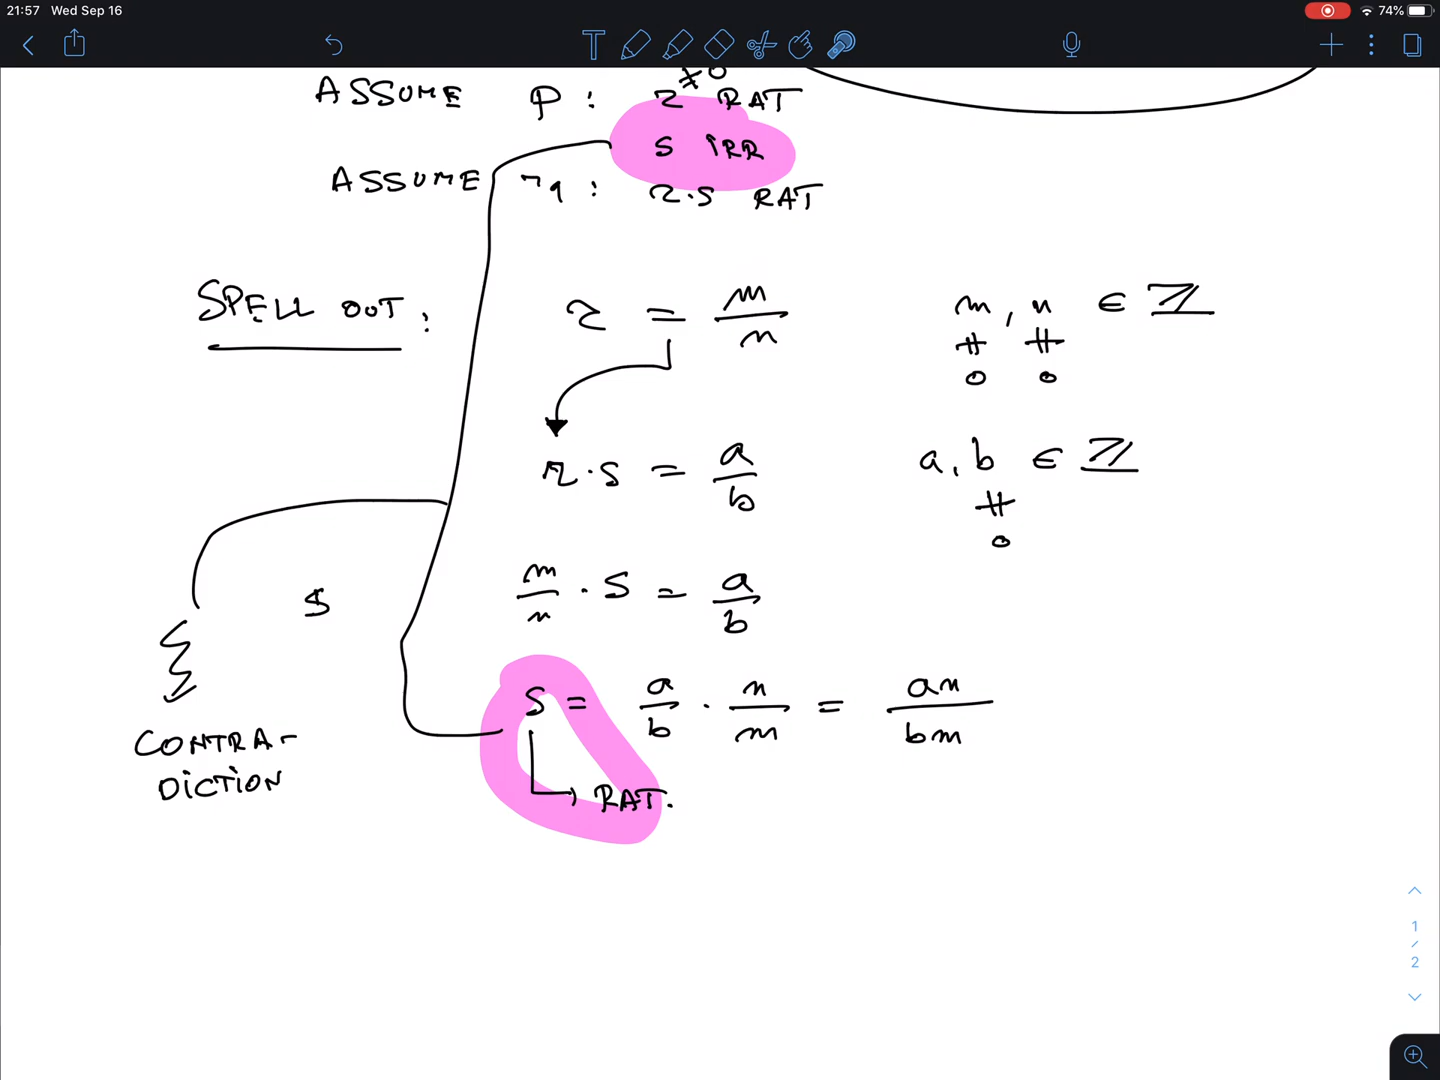 21:57 Wed Sep 16 74%
≠0
ASSUME p : r RAT
s IRR
ASSUME ¬q : r·s RAT
SPELL OUT : r = m/n m, n ∈ ℤ
≠ ≠
0 0
r·s = a/b a, b ∈ ℤ
≠
0
m/n · s = a/b
s
s = a/b · n/m = an/bm
CONTRA-
DICTION
RAT.
1
/
2